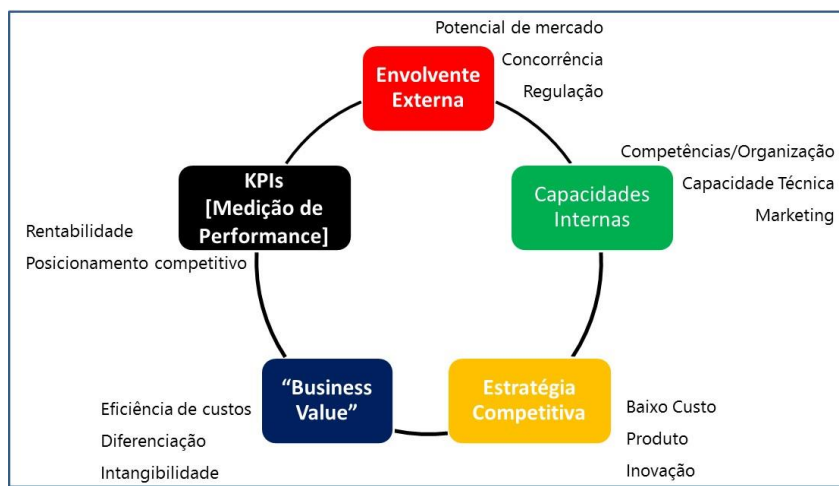 Potencial de mercado
Concorrência
Regulação
Envolvente
Externa
Competências/Organização
Capacidade Técnica
Marketing
Capacidades
Internas
Baixo Custo
Produto
Inovação
Estratégia
Competitiva
“Business
Value”
Eficiência de custos
Diferenciação
Intangibilidade
KPIs
[Medição de
Performance]
Rentabilidade
Posicionamento competitivo